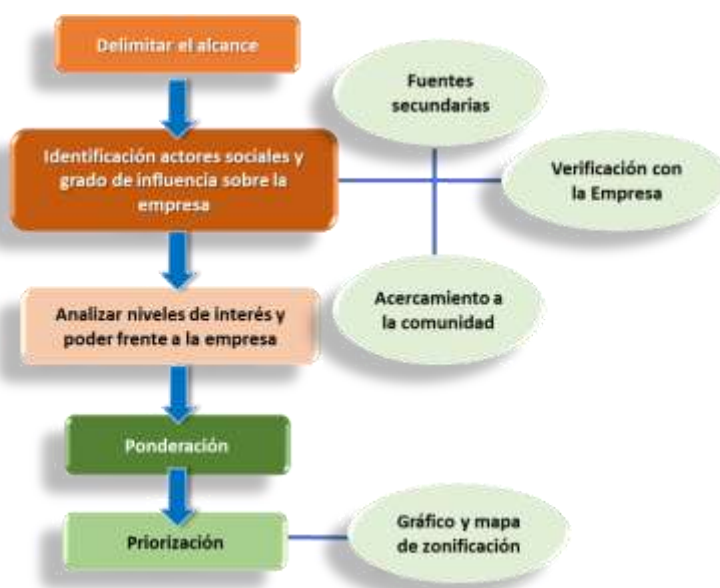 Delimitar el alcance
Fuentes
secundarias
Identificación actores sociales y
grado de influencia sobre la
empresa
Verificación con
la Empresa
Acercamiento a
la comunidad
Analizar niveles de interés y
poder frente a la empresa
Ponderación
Priorización
Gráfico y mapa
de zonificación